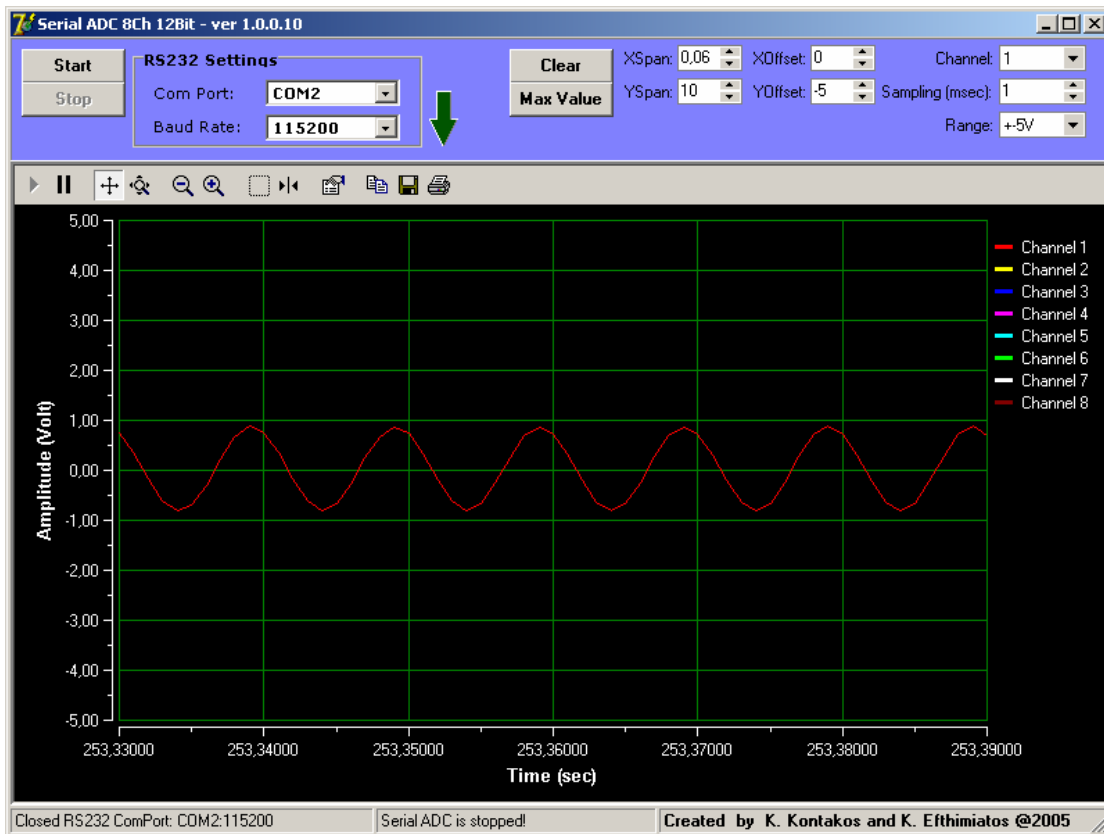 Serial ADC 8Ch 12Bit - ver 1.0.0.10
Start
Stop
RS232 Settings
Com Port: COM2
Baud Rate: 115200
Clear
Max Value
XSpan: 0,06 XOffset: 0 Channel: 1
YSpan: 10 YOffset: -5 Sampling (msec): 1
Range: +-5V
5,00
4,00
3,00
2,00
1,00
0,00
-1,00
-2,00
-3,00
-4,00
-5,00
Amplitude (Volt)
Channel 1
Channel 2
Channel 3
Channel 4
Channel 5
Channel 6
Channel 7
Channel 8
253,33000 253,34000 253,35000 253,36000 253,37000 253,38000 253,39000
Time (sec)
Closed RS232 ComPort: COM2:115200 Serial ADC is stopped! Created by K. Kontakos and K. Efthimiatos @2005